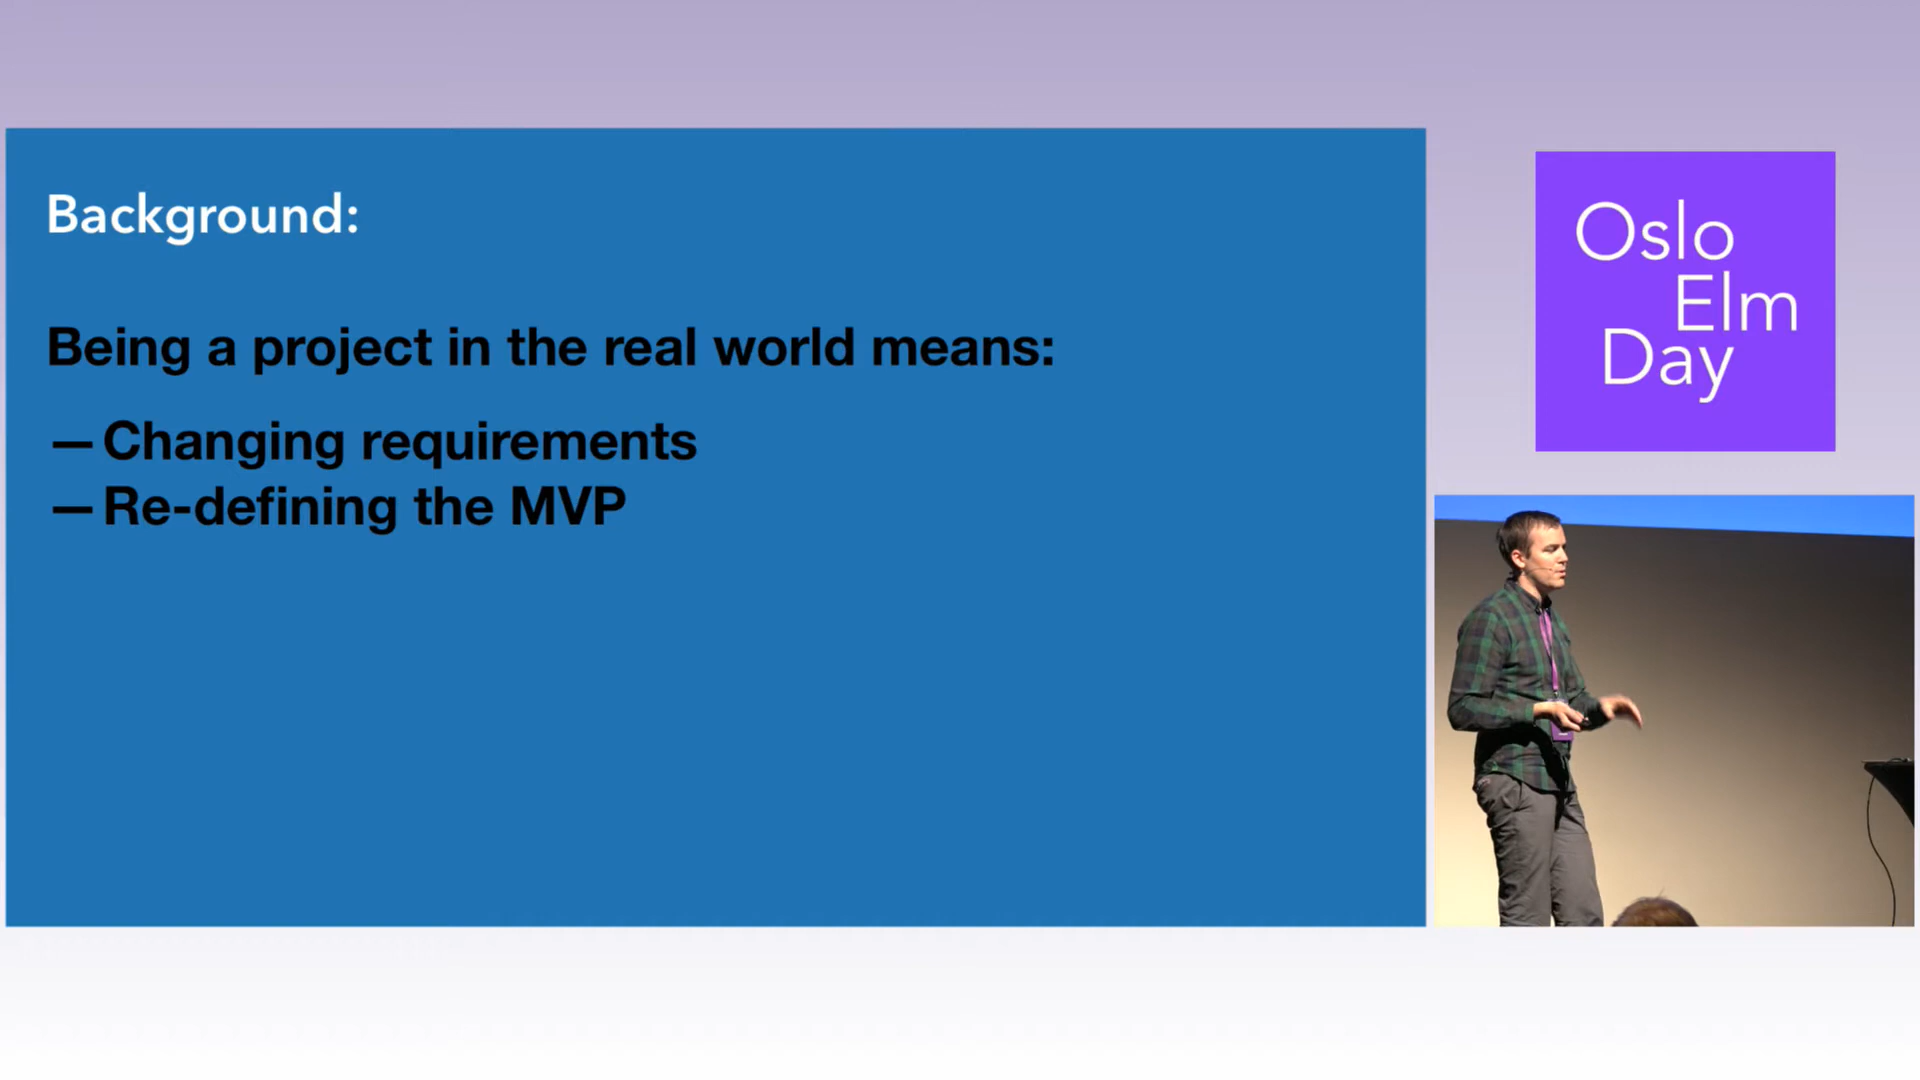 Background:
Being a project in the real world means:
—Changing requirements
—Re-defining the MVP
Oslo
Elm
Day